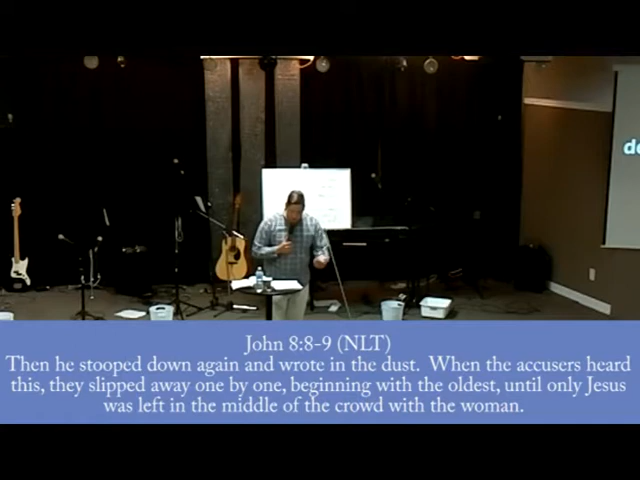 de
John 8:8-9 (NLT)
Then he stooped down again and wrote in the dust. When the accusers heard
this, they slipped away one by one, beginning with the oldest, until only Jesus
was left in the middle of the crowd with the woman.